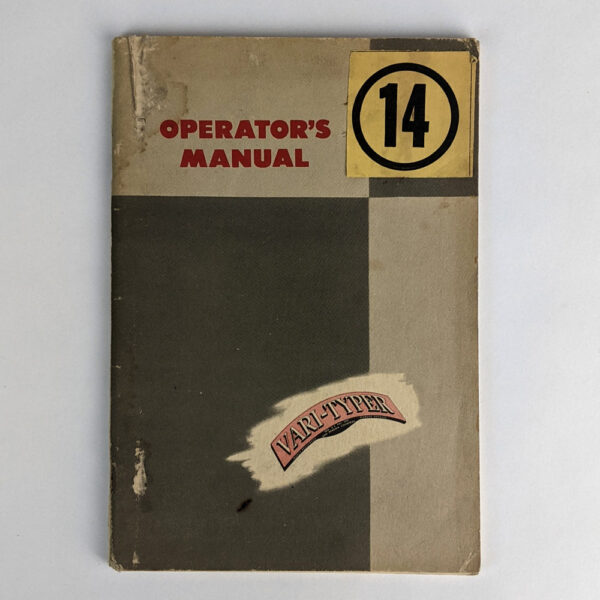 OPERATOR'S
MANUAL
14
VARI-TYPER